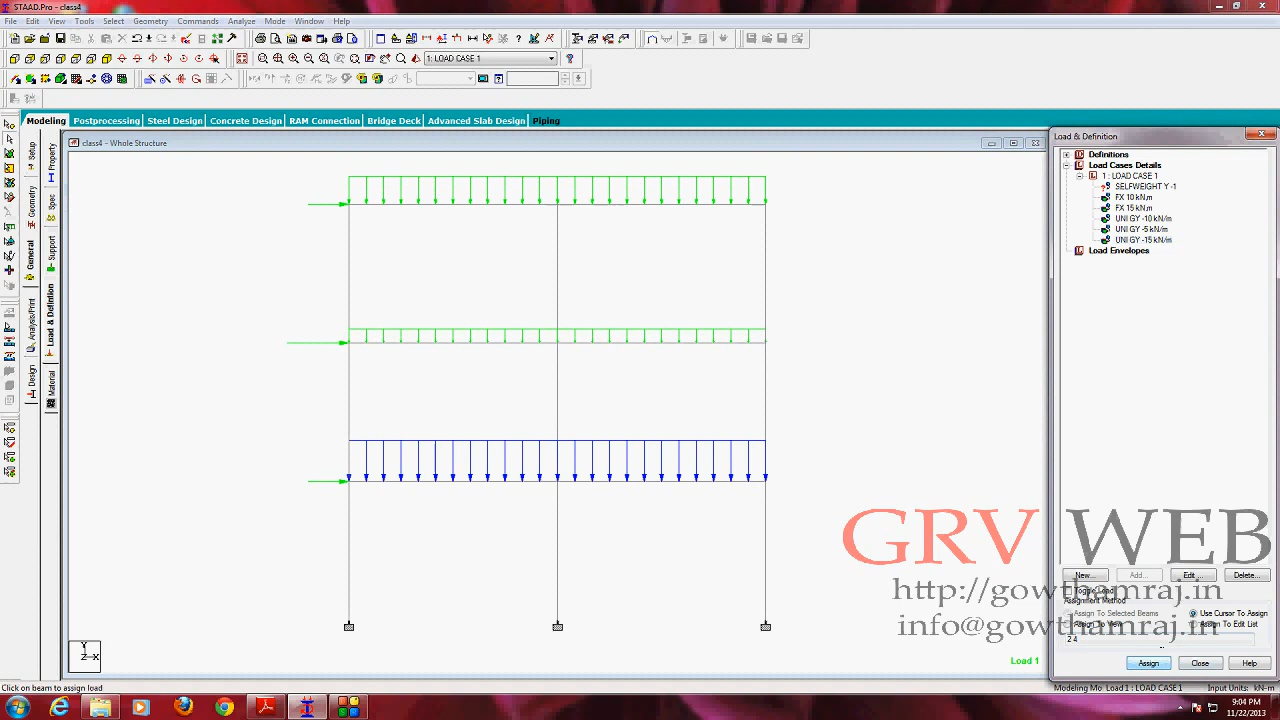 STAAD.Pro - class4
File Edit View Tools Select Geometry Commands Analyze Mode Window Help
1: LOAD CASE 1
Modeling Postprocessing Steel Design Concrete Design RAM Connection Bridge Deck Advanced Slab Design Piping
class4 - Whole Structure
Setup
Geometry
General
Analysis/Print
Design
Property
Spec
Support
Load & Definition
Material
Load & Definition
Definitions
Load Cases Details
1 : LOAD CASE 1
SELFWEIGHT Y -1
FX 10 kN,m
FX 15 kN,m
UNI GY -10 kN/m
UNI GY -5 kN/m
UNI GY -15 kN/m
Load Envelopes
GRV WEB
New... Add... Edit ... Delete...
http://gowthamraj.in
Toggle Load
Assignment Method
Assign To Selected Beams Use Cursor To Assign
Assign To View Assign To Edit List
info@gowthamraj.in
2 4
Assign Close Help
Y
Z X
Load 1
Click on beam to assign load
Modeling Mo Load 1 : LOAD CASE 1 Input Units: kN-m
9:04 PM
11/22/2013